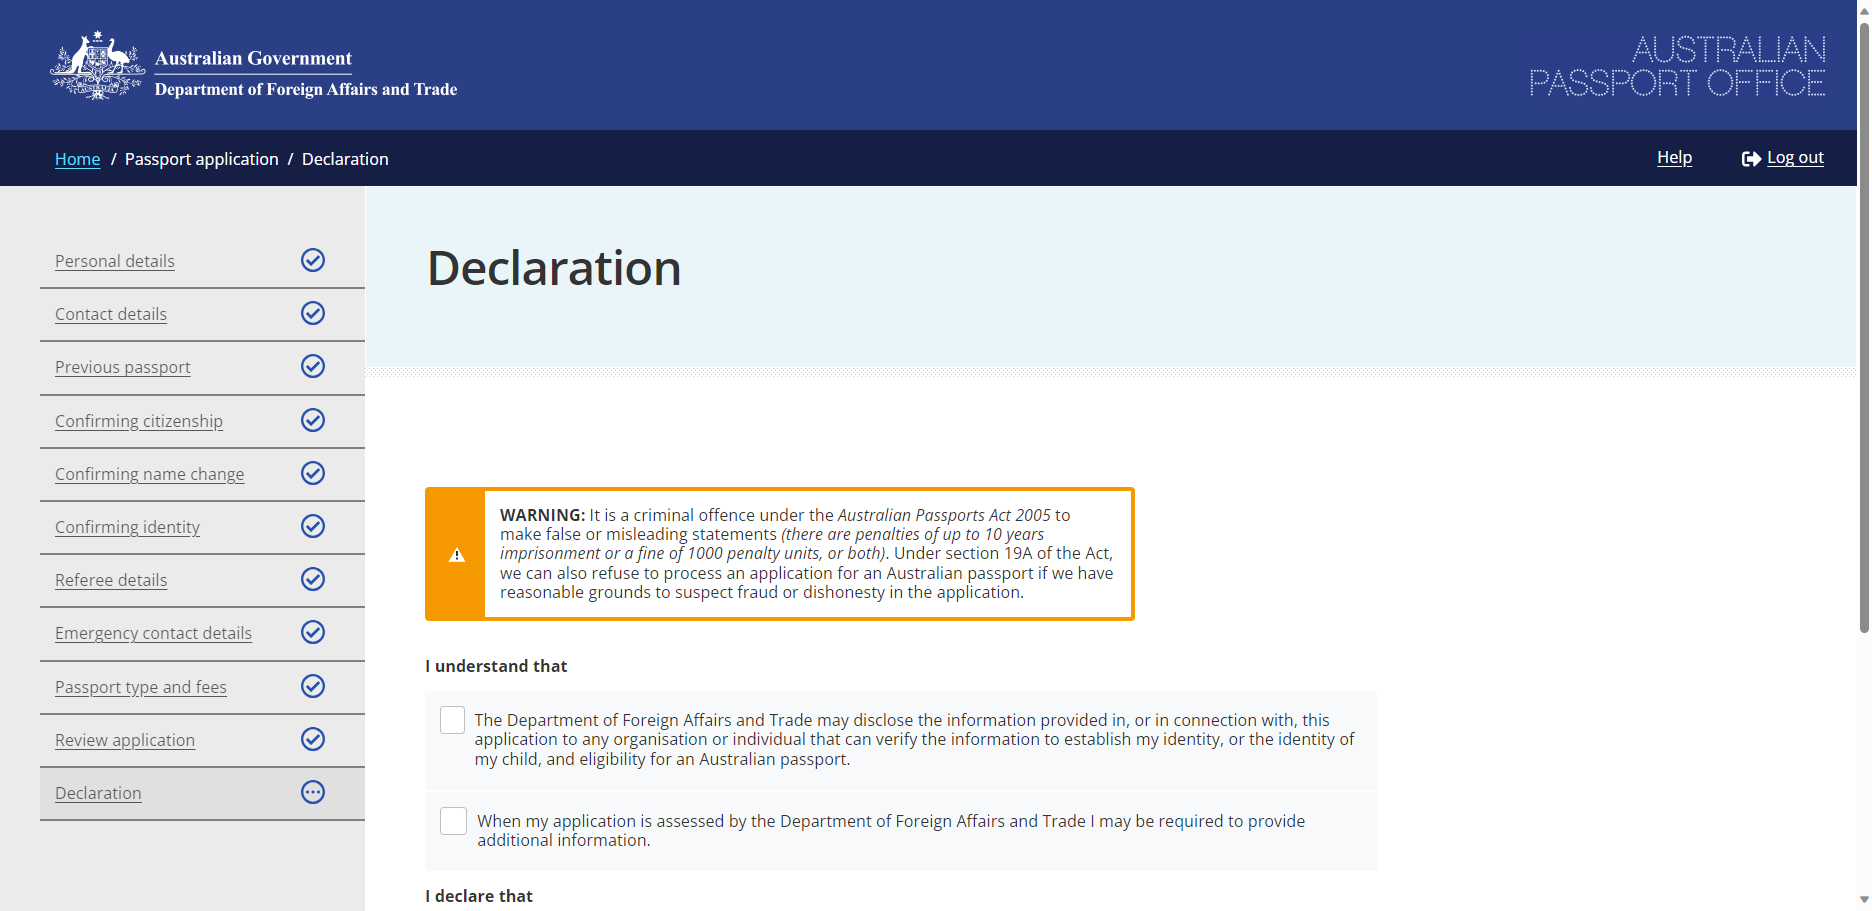 Australian Government
Department of Foreign Affairs and Trade
AUSTRALIAN
PASSPORT OFFICE
Home / Passport application / Declaration
Help
Log out
Personal details
Contact details
Previous passport
Confirming citizenship
Confirming name change
Confirming identity
Referee details
Emergency contact details
Passport type and fees
Review application
Declaration
Declaration
WARNING: It is a criminal offence under the Australian Passports Act 2005 to
make false or misleading statements (there are penalties of up to 10 years
imprisonment or a fine of 1000 penalty units, or both). Under section 19A of the Act,
we can also refuse to process an application for an Australian passport if we have
reasonable grounds to suspect fraud or dishonesty in the application.
I understand that
The Department of Foreign Affairs and Trade may disclose the information provided in, or in connection with, this
application to any organisation or individual that can verify the information to establish my identity, or the identity of
my child, and eligibility for an Australian passport.
When my application is assessed by the Department of Foreign Affairs and Trade I may be required to provide
additional information.
I declare that